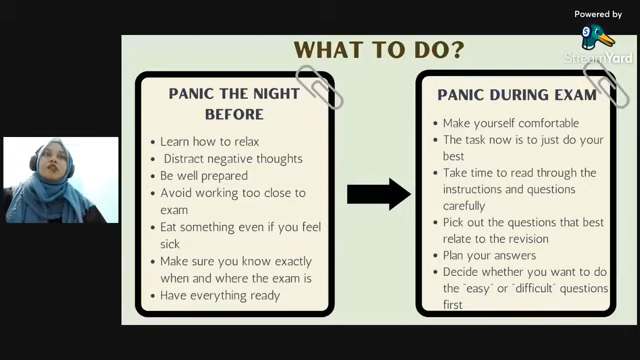 Powered by
StreamYard
WHAT TO DO?
PANIC THE NIGHT
BEFORE
• Learn how to relax
• Distract negative thoughts
• Be well prepared
• Avoid working too close to
exam
• Eat something even if you feel
sick
• Make sure you know exactly
when and where the exam is
• Have everything ready
PANIC DURING EXAM
• Make yourself comfortable
• The task now is to just do your
best
• Take time to read through the
instructions and questions
carefully
• Pick out the questions that best
relate to the revision
• Plan your answers
• Decide whether you want to do
the "easy" or "difficult" questions
first